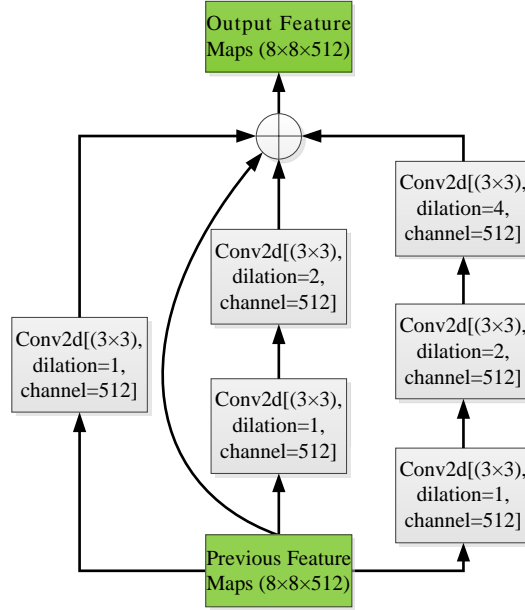 Output Feature
Maps (8×8×512)
Conv2d[(3×3),
dilation=4,
channel=512]
Conv2d[(3×3),
dilation=2,
channel=512]
Conv2d[(3×3),
dilation=1,
channel=512]
Conv2d[(3×3),
dilation=2,
channel=512]
Conv2d[(3×3),
dilation=1,
channel=512]
Conv2d[(3×3),
dilation=1,
channel=512]
Previous Feature
Maps (8×8×512)